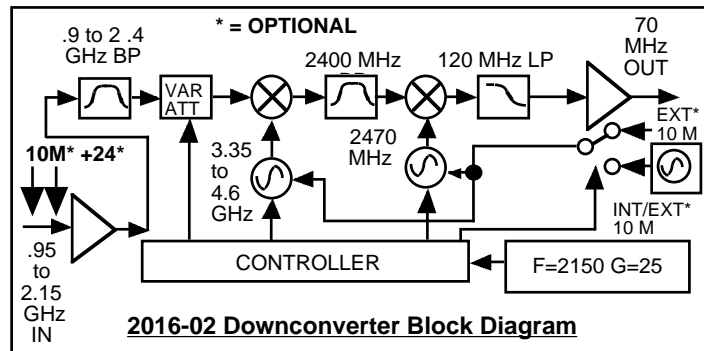 * = OPTIONAL
.9 to 2 .4
GHz BP
VAR
ATT
2400 MHz
120 MHz LP
70
MHz
OUT
10M* +24*
3.35
to
4.6
GHz
2470
MHz
EXT*
10 M
INT/EXT*
10 M
.95
to
2.15
GHz
IN
CONTROLLER
F=2150 G=25
2016-02 Downconverter Block Diagram